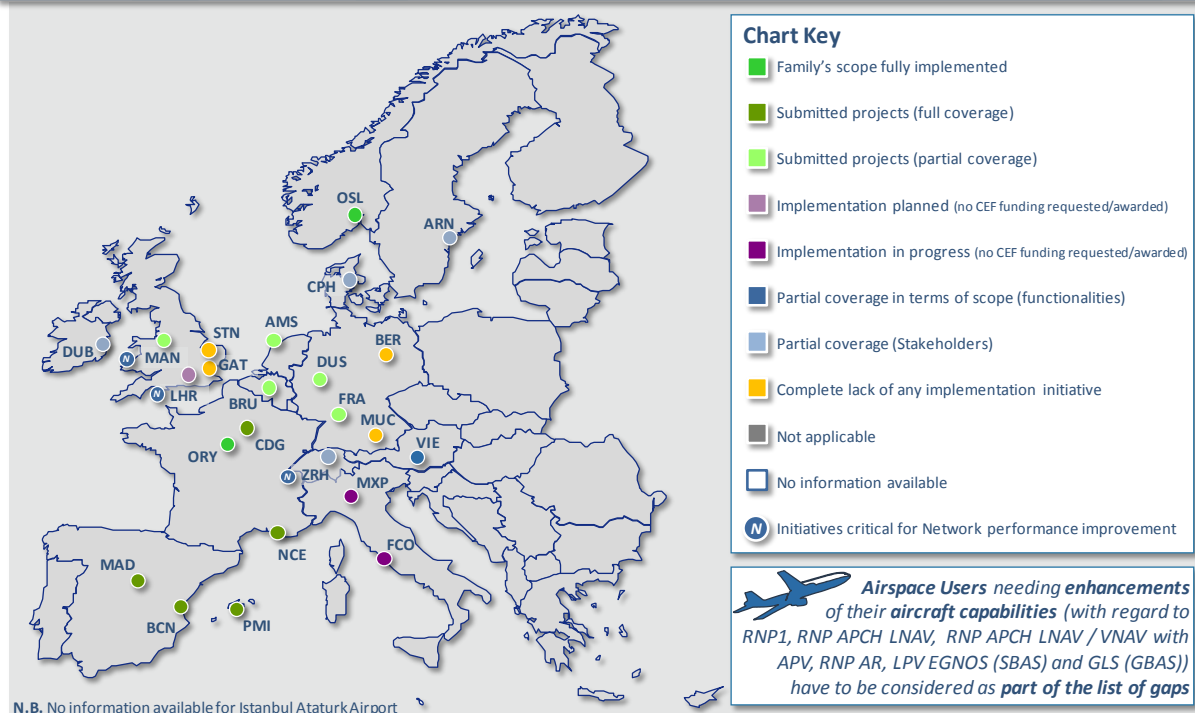 OSL
ARN
CPH
DUB
N
MAN
STN
GAT
AMS
BER
DUS
N
LHR
BRU
FRA
MUC
CDG
ORY
VIE
N
ZRH
MXP
NCE
FCO
MAD
BCN
PMI
N.B. No information available for Istanbul Ataturk Airport
Chart Key
Family's scope fully implemented
Submitted projects (full coverage)
Submitted projects (partial coverage)
Implementation planned (no CEF funding requested/awarded)
Implementation in progress (no CEF funding requested/awarded)
Partial coverage in terms of scope (functionalities)
Partial coverage (Stakeholders)
Complete lack of any implementation initiative
Not applicable
No information available
N Initiatives critical for Network performance improvement
Airspace Users needing enhancements
of their aircraft capabilities (with regard to
RNP1, RNP APCH LNAV, RNP APCH LNAV / VNAV with
APV, RNP AR, LPV EGNOS (SBAS) and GLS (GBAS))
have to be considered as part of the list of gaps